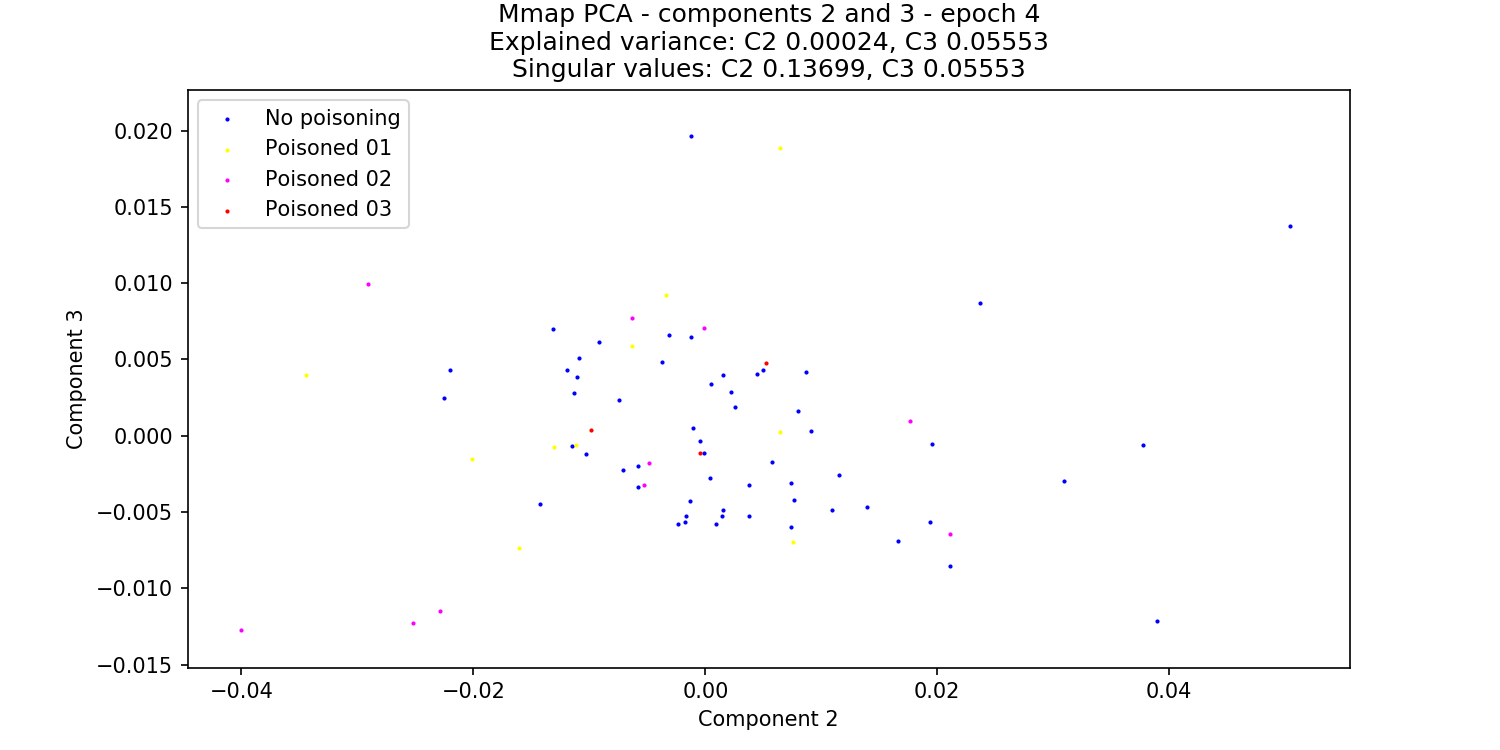 Mmap PCA - components 2 and 3 - epoch 4
Explained variance: C2 0.00024, C3 0.05553
Singular values: C2 0.13699, C3 0.05553
No poisoning
Poisoned 01
Poisoned 02
Poisoned 03
0.020
0.015
0.010
0.005
0.000
−0.005
−0.010
−0.015
Component 3
−0.04
−0.02
0.00
0.02
0.04
Component 2